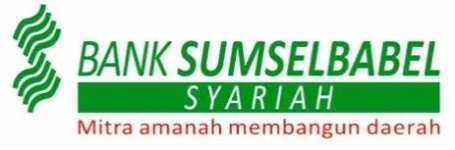 BANK SUMSELBABEL
SYARIAH
Mitra amanah membangun daerah